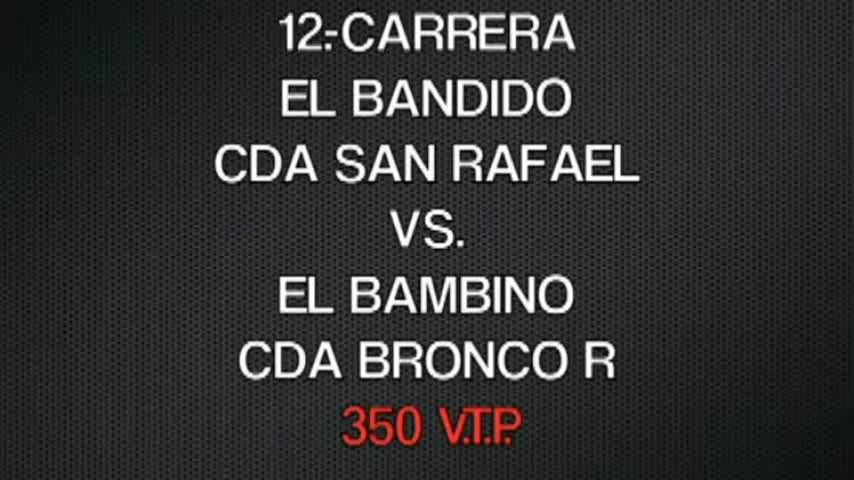 12.-CARRERA
EL BANDIDO
CDA SAN RAFAEL
VS.
EL BAMBINO
CDA BRONCO R
350 V.T.P.